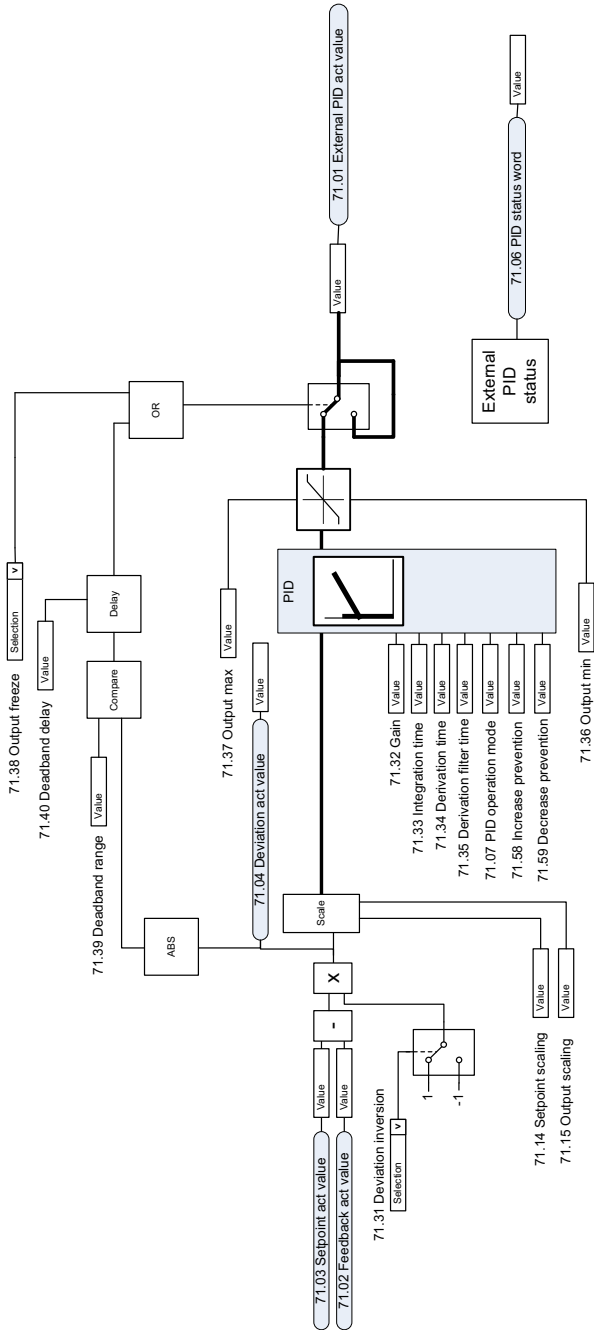 71.38 Output freeze
Selection
v
71.40 Deadband delay
Value
71.39 Deadband range
Value
Compare
Delay
OR
ABS
71.04 Deviation act value
Value
71.37 Output max
Value
71.03 Setpoint act value
Value
71.02 Feedback act value
Value
-
X
Scale
PID
Value
71.01 External PID act value
71.31 Deviation inversion
Selection
v
1
-1
71.14 Setpoint scaling
Value
71.15 Output scaling
Value
71.32 Gain
Value
71.33 Integration time
Value
71.34 Derivation time
Value
71.35 Derivation filter time
Value
71.07 PID operation mode
Value
71.58 Increase prevention
Value
71.59 Decrease prevention
Value
71.36 Output min
Value
External
PID
status
71.06 PID status word
Value